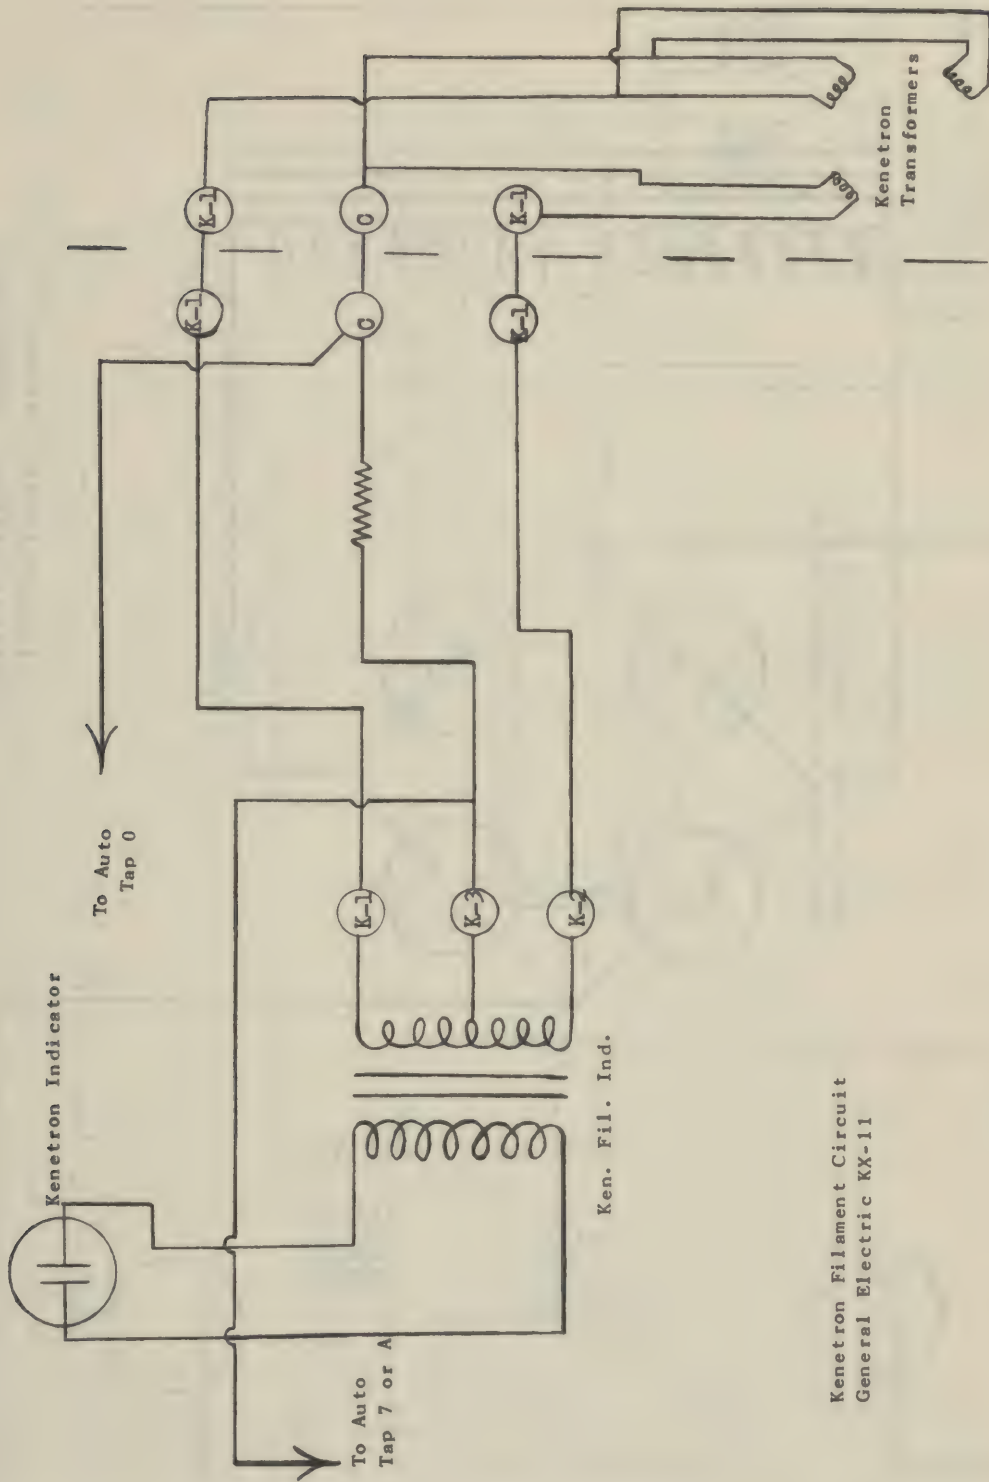 Kenetron Indicator
To Auto
Tap 0
To Auto
Tap 7 or A
K-1
K-3
K-2
Ken. Fil. Ind.
K-1
K-1
C
C
K-1
K-1
Kenetron
Transformers
Kenetron Filament Circuit
General Electric KX-11